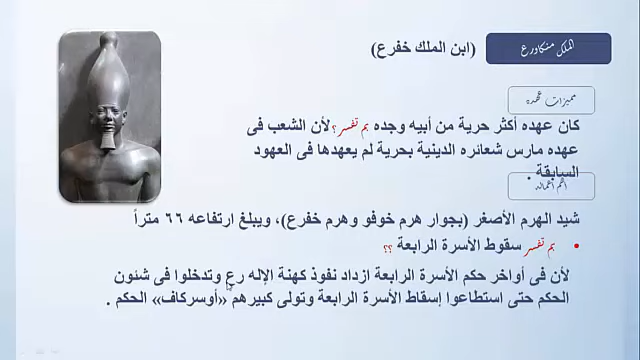 الملك منكاورع (ابن الملك خفرع)
مميزات عهده
كان عهده أكثر حرية من أبيه وجده بم تفسر؟ لأن الشعب فى
عهده مارس شعائره الدينية بحرية لم يعهدها فى العهود
السابقة .
اهم أعماله
شيد الهرم الأصغر (بجوار هرم خوفو وهرم خفرع)، ويبلغ ارتفاعه ٦٦ متراً
• بم تفسر سقوط الأسرة الرابعة ؟؟
لأن فى أواخر حكم الأسرة الرابعة ازداد نفوذ كهنة الإله رع وتدخلوا فى شئون
الحكم حتى استطاعوا إسقاط الأسرة الرابعة وتولى كبيرهم «أوسركاف» الحكم .